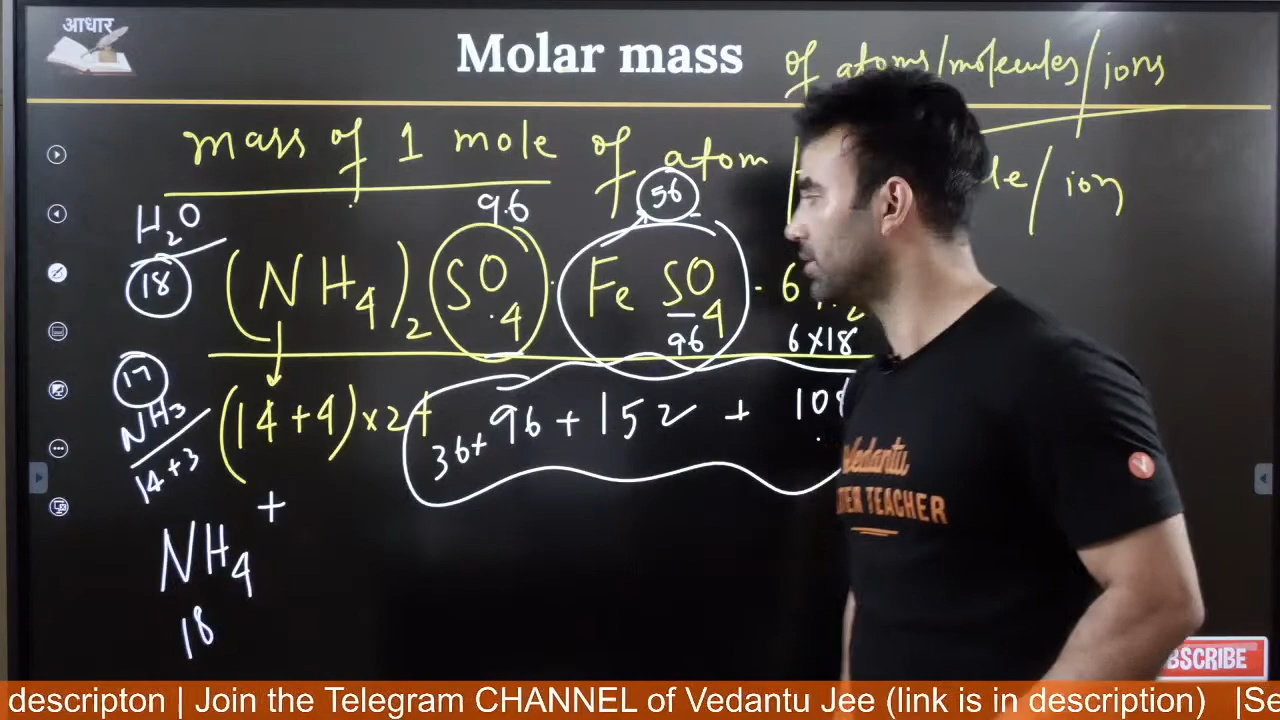 आधार
Molar mass of atoms/molecules/ions
mass of 1 mole of atom / le/ion
H₂O
18
96
56
(NH₄)₂ SO₄ · Fe SO₄ · 6
96
6×18
17
NH₃
14+3
(14+4)×2+
36+96+152+
+
NH₄
18
Vedantu
TEACHER
SUBSCRIBE
descripton | Join the Telegram CHANNEL of Vedantu Jee (link is in description) |Se